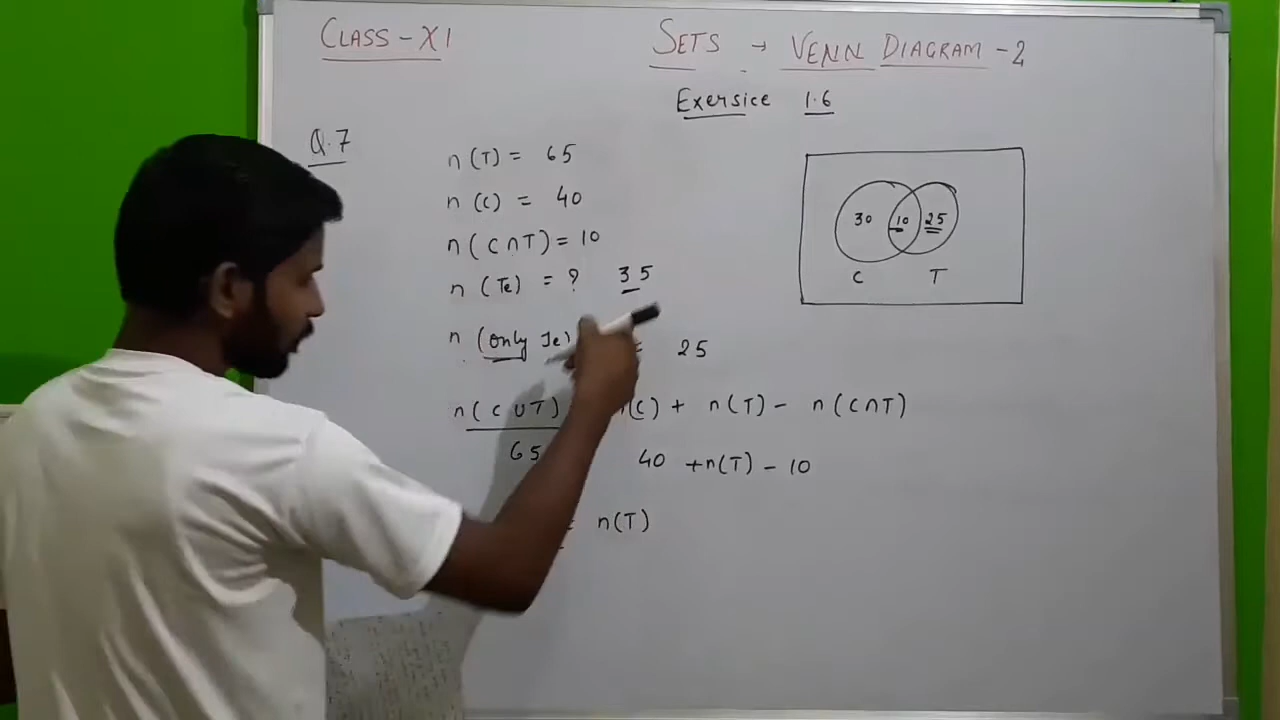 CLASS - XI
SETS → VENN DIAGRAM - 2
Exersice 1.6
Q.7
n (T) = 65
n (C) = 40
n ( C ∩ T) = 10
n (Te) = ? 35
n (only Te) = 25
n ( C ∪ T) (C) + n (T) - n (C ∩ T)
65 40 + n(T) - 10
n(T)
30 10 25
C T